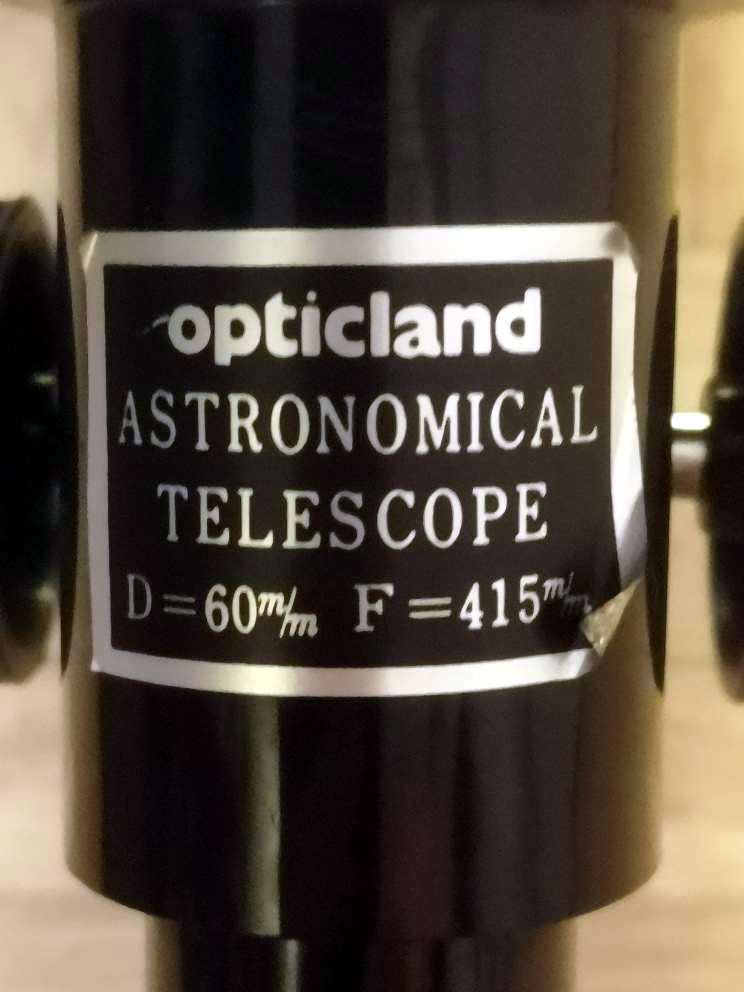 opticland
ASTRONOMICAL
TELESCOPE
D=60m/m F=415m/m